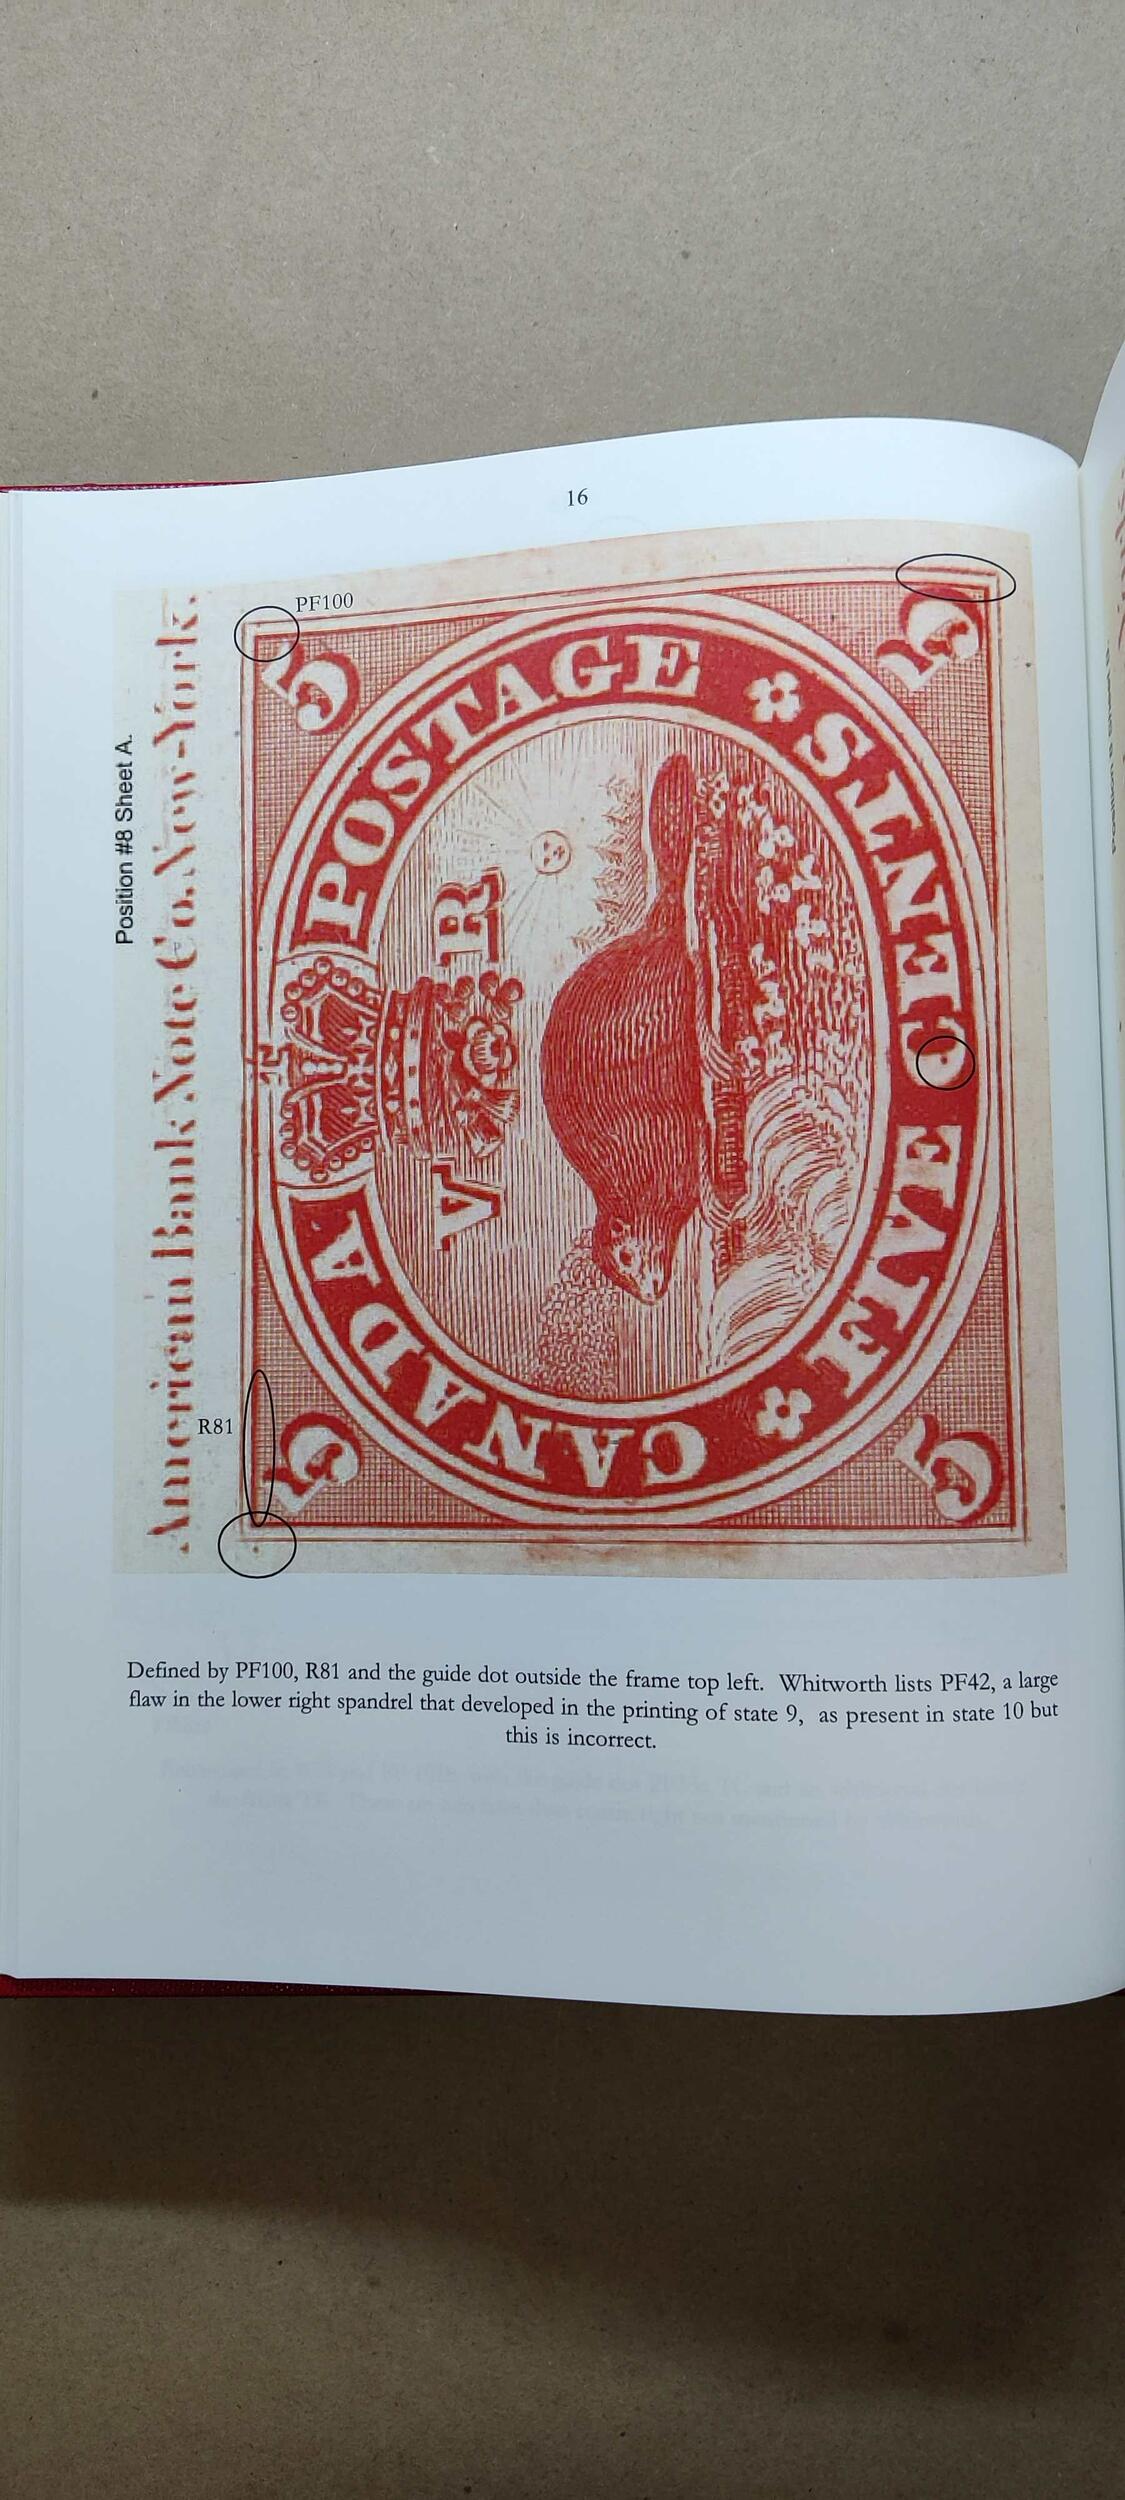 16
PF100
Position #8 Sheet A.
American Bank Note Co. New-York.
5
5
CANADA POSTAGE
V R
FIVE CENTS
5
5
R81
Defined by PF100, R81 and the guide dot outside the frame top left. Whitworth lists PF42, a large
flaw in the lower right spandrel that developed in the printing of state 9, as present in state 10 but
this is incorrect.